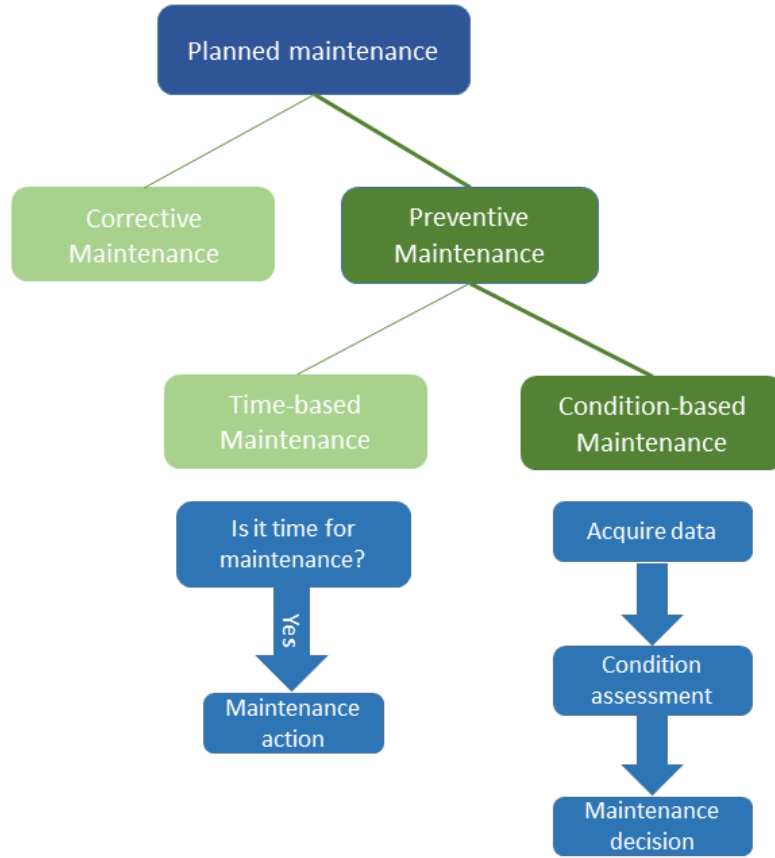 Planned maintenance
Corrective
Maintenance
Preventive
Maintenance
Time-based
Maintenance
Condition-based
Maintenance
Is it time for
maintenance?
Yes
Maintenance
action
Acquire data
Condition
assessment
Maintenance
decision